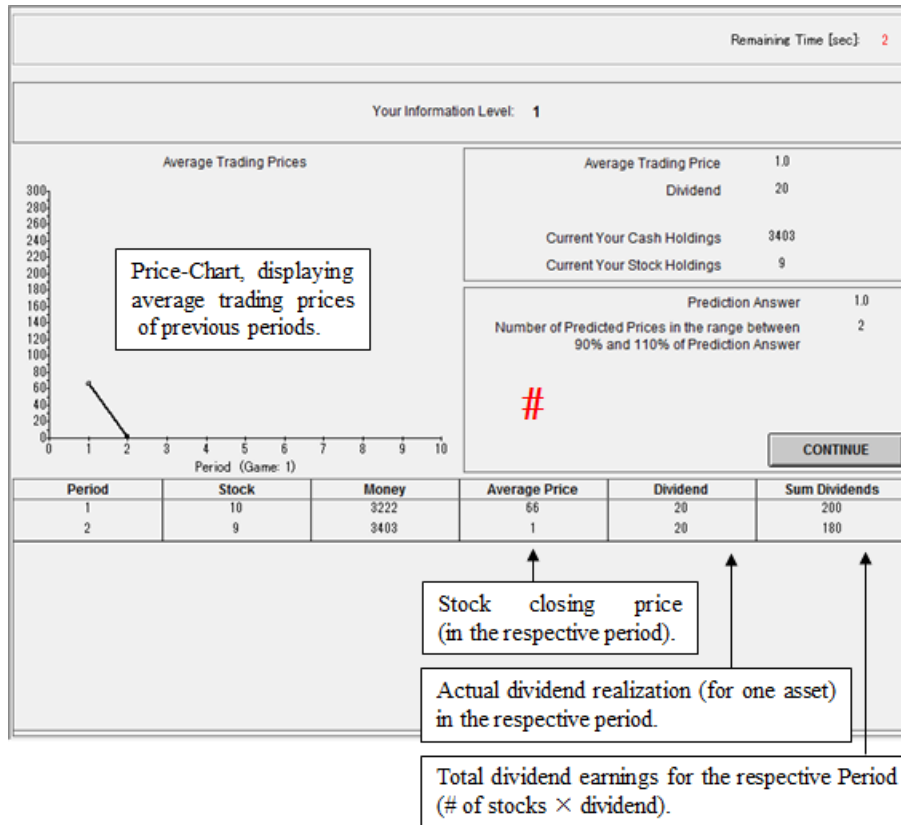 Remaining Time [sec]: 2
Your Information Level: 1
Average Trading Prices
300
280
260
240
220
200
180
160
140
120
100
80
60
40
20
0
0 1 2 3 4 5 6 7 8 9 10
Period (Game: 1)
Price-Chart, displaying
average trading prices
of previous periods.
Average Trading Price 1.0
Dividend 20
Current Your Cash Holdings 3403
Current Your Stock Holdings 9
Prediction Answer 1.0
Number of Predicted Prices in the range between 2
90% and 110% of Prediction Answer
#
CONTINUE
Period Stock Money Average Price Dividend Sum Dividends
1 10 3222 66 20 200
2 9 3403 1 20 180
Stock closing price
(in the respective period).
Actual dividend realization (for one asset)
in the respective period.
Total dividend earnings for the respective Period
(# of stocks × dividend).